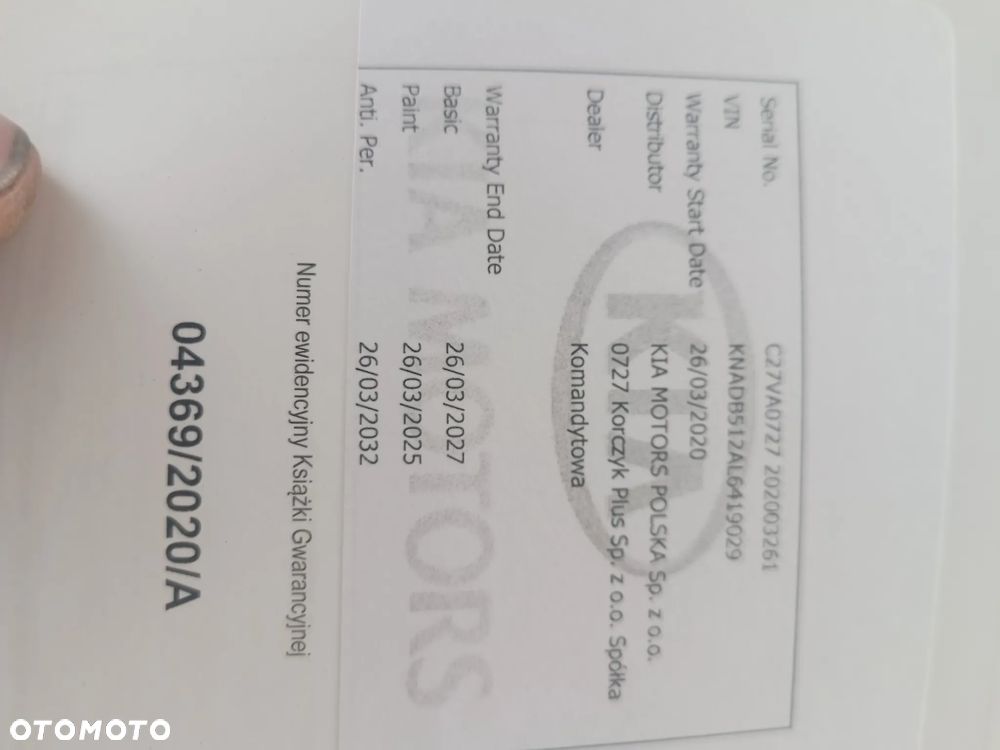 Serial No. C27VA0727 202003261
VIN KNADB512AL6419029
Warranty Start Date 26/03/2020
Distributor KIA MOTORS POLSKA Sp. z o.o.
Dealer 0727 Korczyk Plus Sp. z o.o. Spółka
Komandytowa
Warranty End Date
Basic 26/03/2027
Paint 26/03/2025
Anti. Per. 26/03/2032
KIA
KIA MOTORS
Numer ewidencyjny Książki Gwarancyjnej
04369/2020/A
OTOMOTO